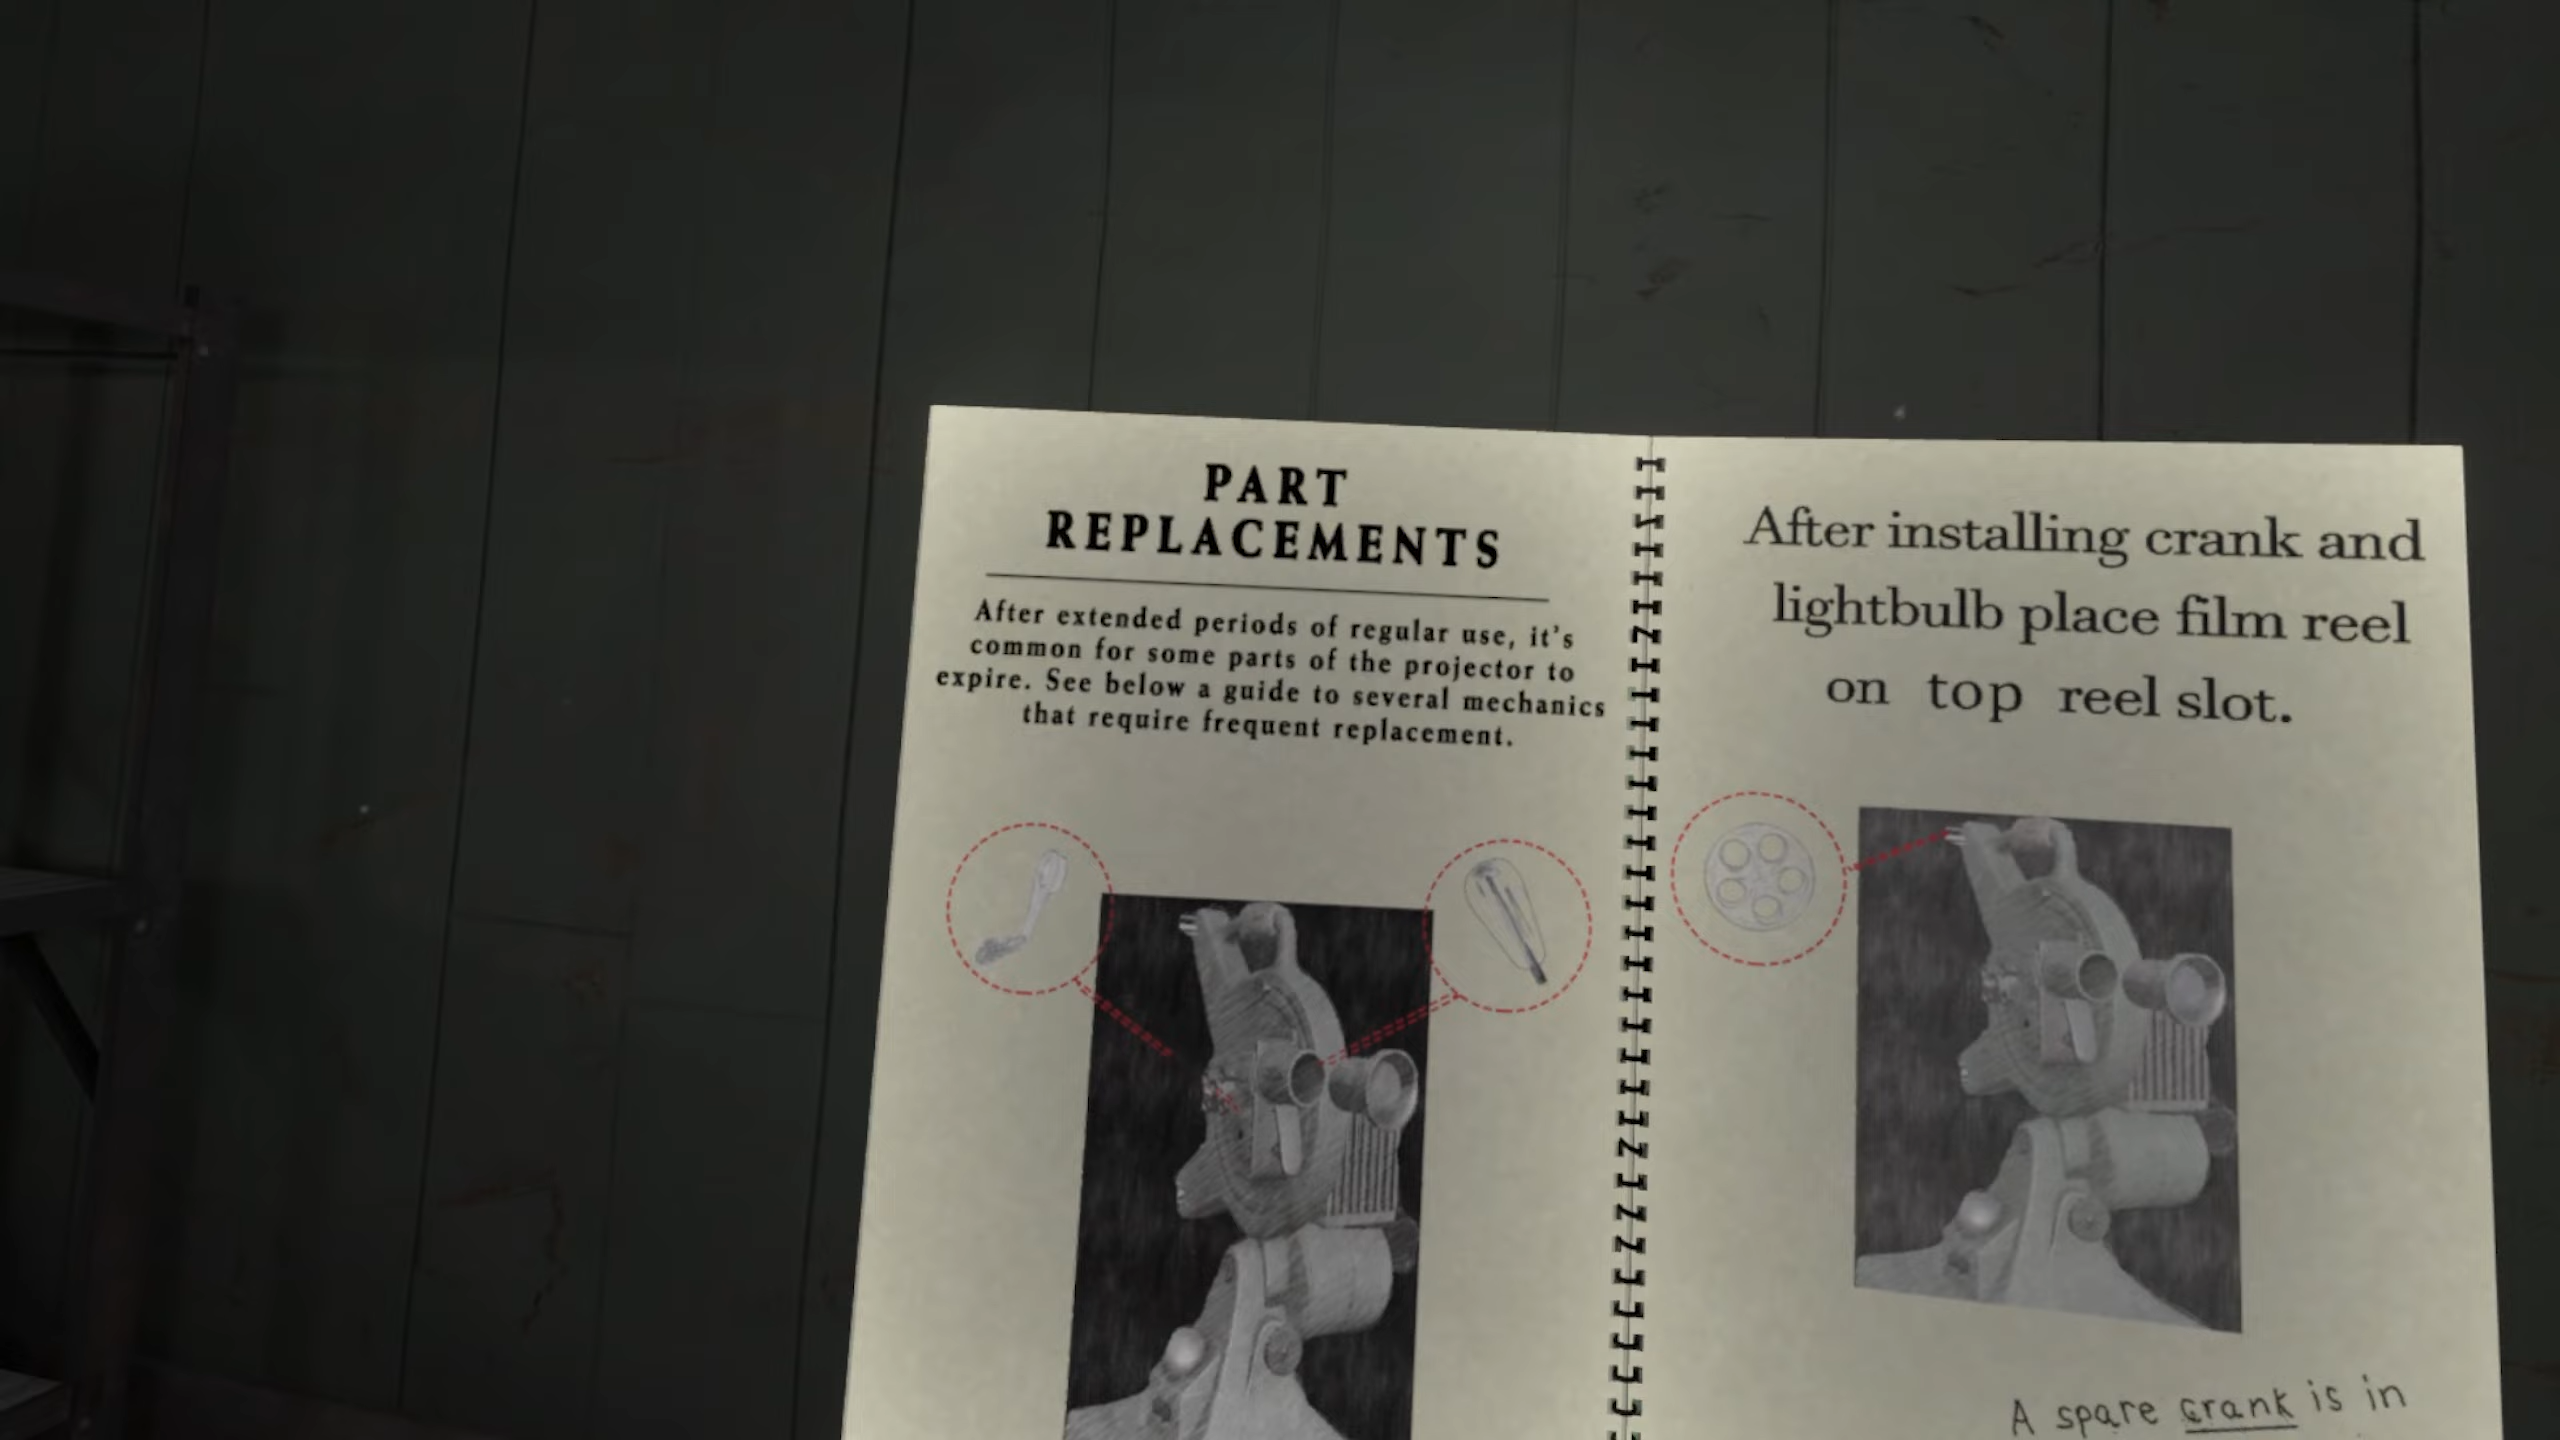 PART
REPLACEMENTS
After extended periods of regular use, it's
common for some parts of the projector to
expire. See below a guide to several mechanics
that require frequent replacement.
After installing crank and
lightbulb place film reel
on top reel slot.
A spare crank is in